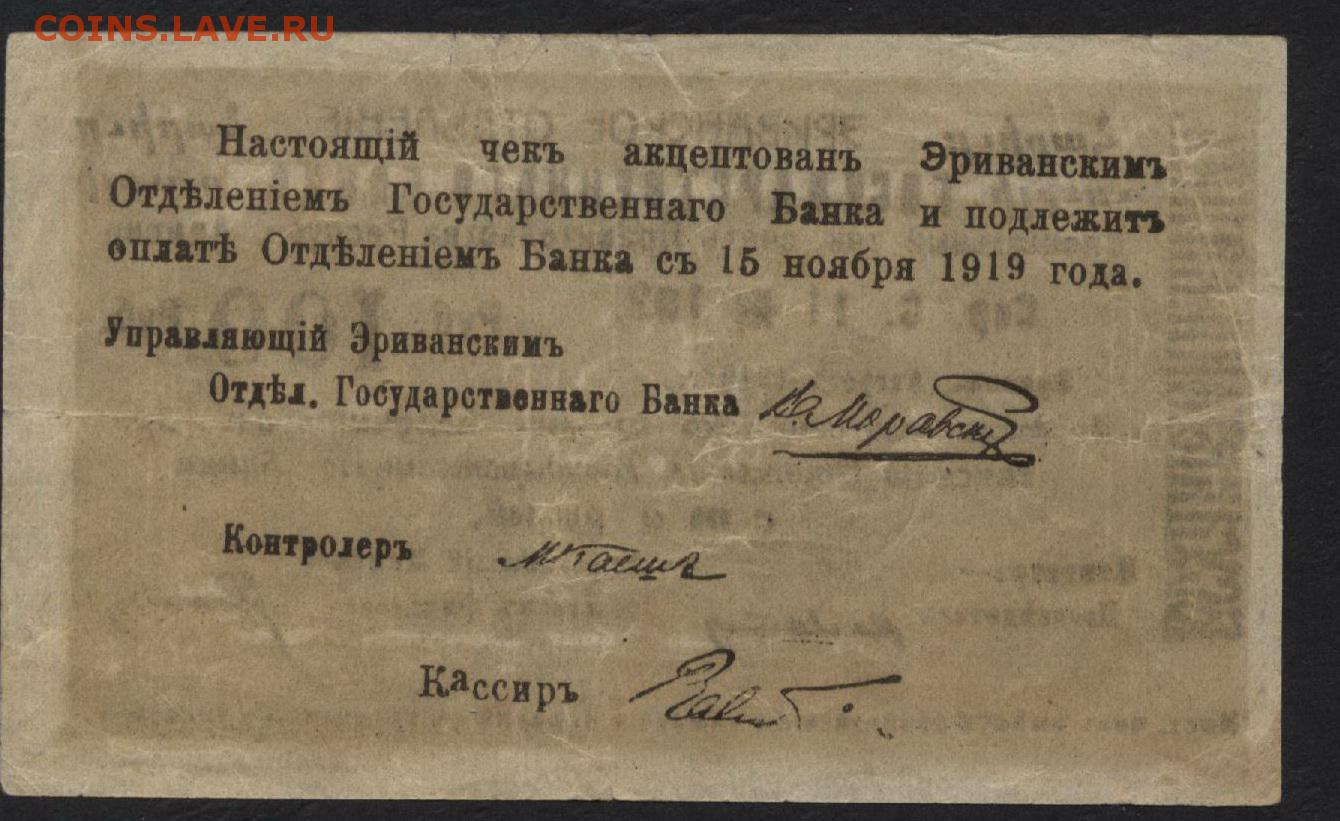 COINS.LAVE.RU
Настоящій чекъ акцептованъ Эриванскимъ
Отдѣленіемъ Государственнаго Банка и подлежитъ
оплатѣ Отдѣленіемъ Банка съ 15 ноября 1919 года.
Управляющій Эриванскимъ
Отдѣл. Государственнаго Банка
Контролеръ
Кассиръ